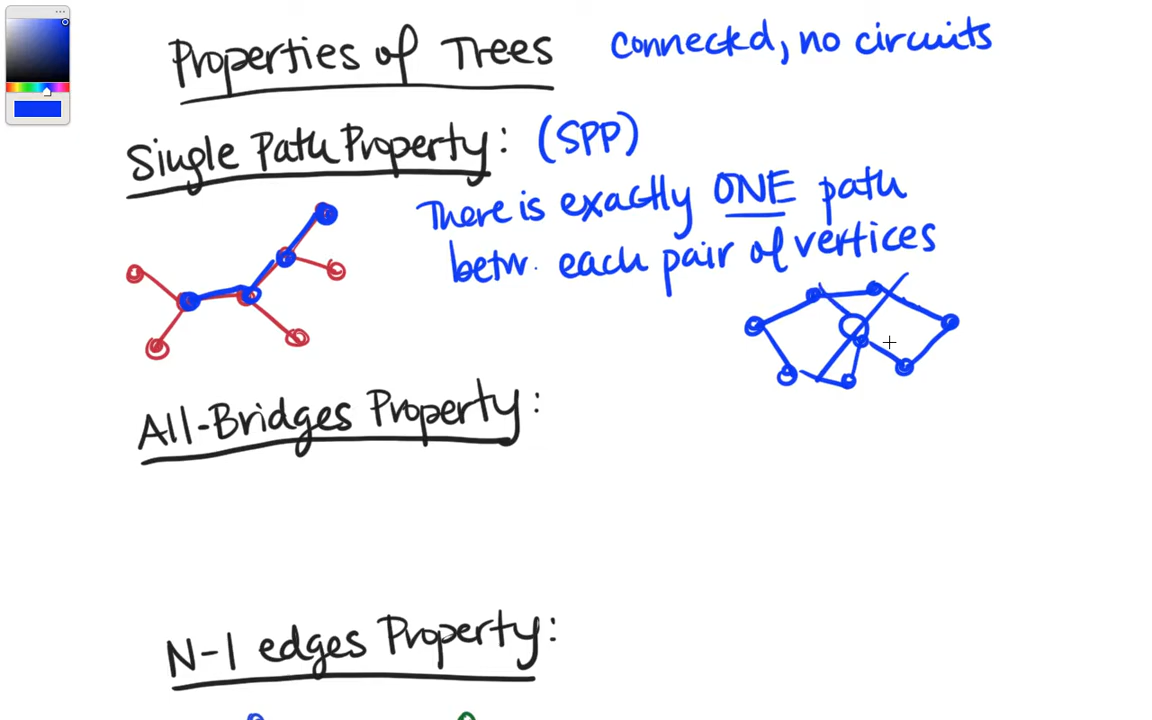 Properties of Trees
connected, no circuits
Single Path Property: (SPP)
There is exactly ONE path
betw. each pair of vertices
All-Bridges Property:
N-1 edges Property: